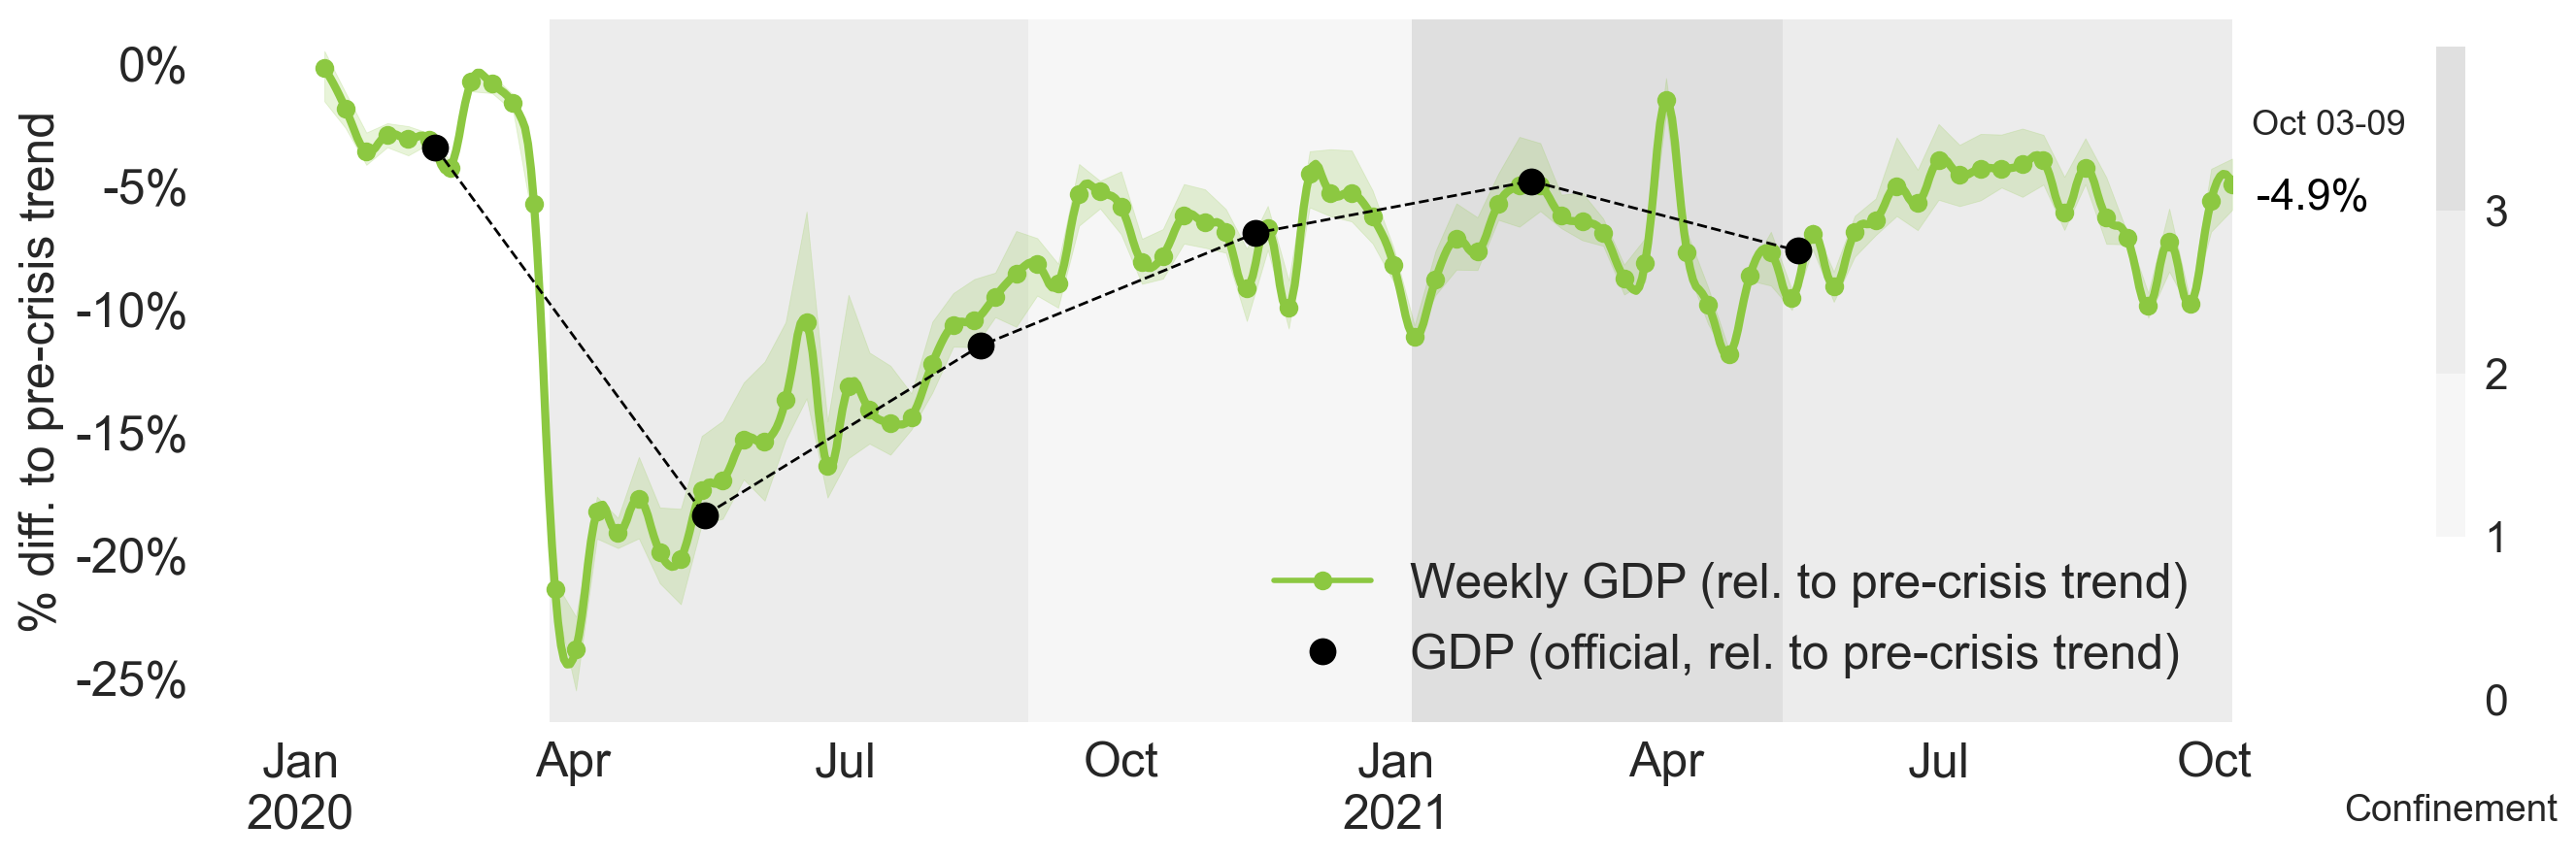 % diff. to pre-crisis trend
0%
-5%
-10%
-15%
-20%
-25%
Jan
2020
Apr
Jul
Oct
Jan
2021
Apr
Jul
Oct
Weekly GDP (rel. to pre-crisis trend)
GDP (official, rel. to pre-crisis trend)
Oct 03-09
-4.9%
3
2
1
0
Confinement